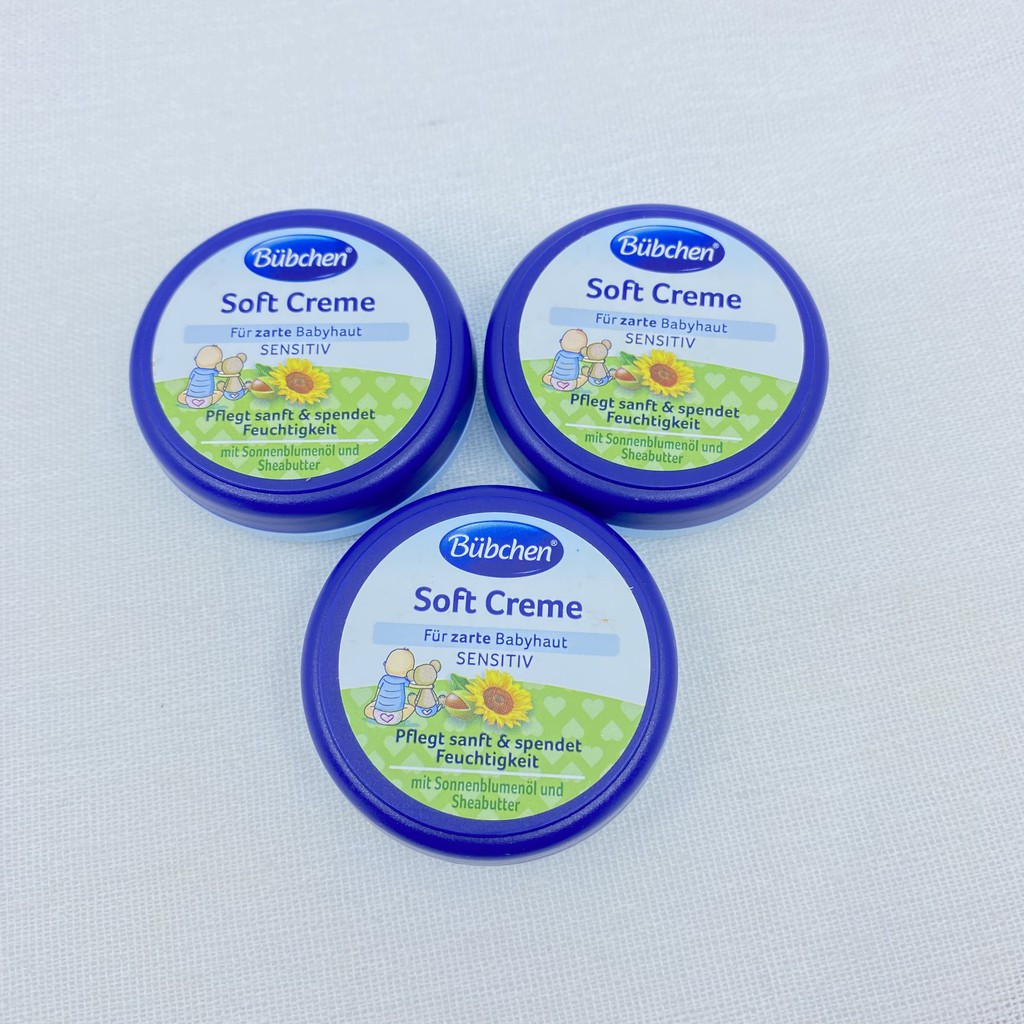 Bübchen®
Soft Creme
Für zarte Babyhaut
SENSITIV
Pflegt sanft & spendet
Feuchtigkeit
mit Sonnenblumenöl und
Sheabutter
Bübchen®
Soft Creme
Für zarte Babyhaut
SENSITIV
Pflegt sanft & spendet
Feuchtigkeit
mit Sonnenblumenöl und
Sheabutter
Bübchen®
Soft Creme
Für zarte Babyhaut
SENSITIV
Pflegt sanft & spendet
Feuchtigkeit
mit Sonnenblumenöl und
Sheabutter